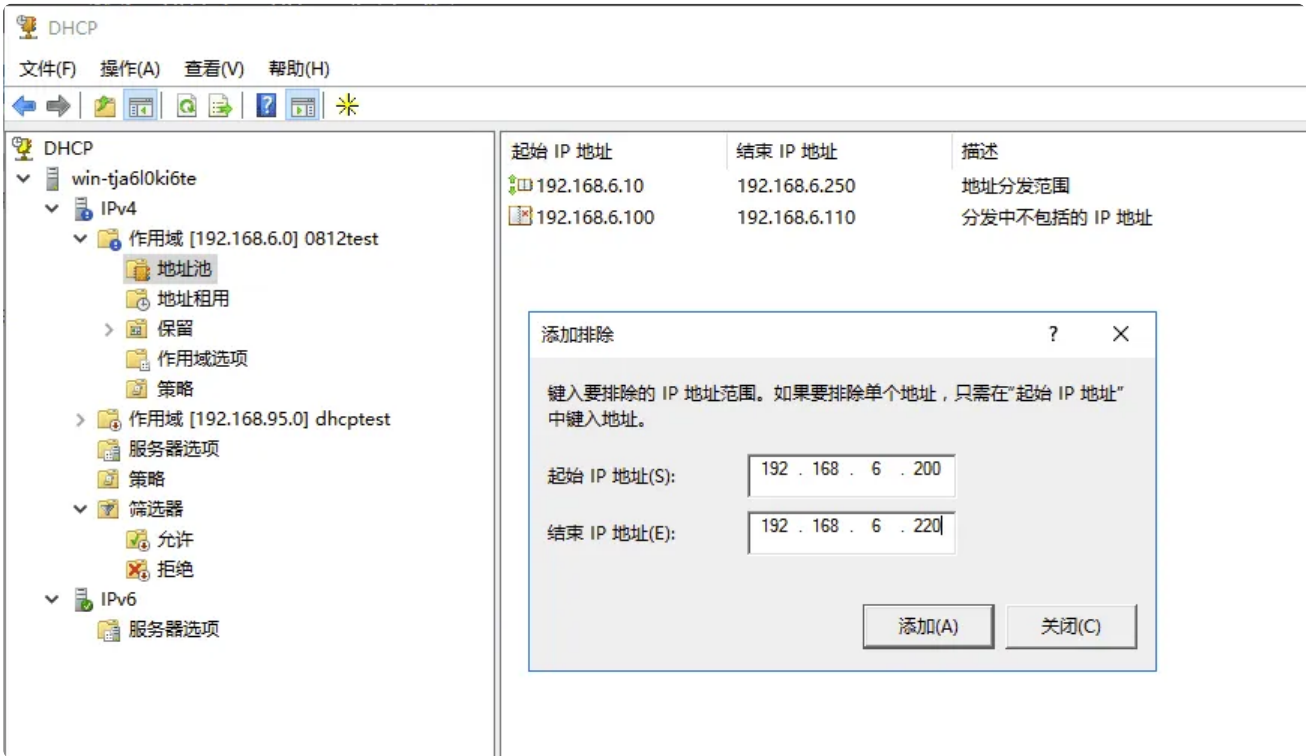 DHCP
文件(F) 操作(A) 查看(V) 帮助(H)
DHCP
win-tja6l0ki6te
IPv4
作用域 [192.168.6.0] 0812test
地址池
地址租用
保留
作用域选项
策略
作用域 [192.168.95.0] dhcptest
服务器选项
策略
筛选器
允许
拒绝
IPv6
服务器选项
起始 IP 地址 结束 IP 地址 描述
192.168.6.10 192.168.6.250 地址分发范围
192.168.6.100 192.168.6.110 分发中不包括的 IP 地址
添加排除
键入要排除的 IP 地址范围。如果要排除单个地址，只需在“起始 IP 地址”
中键入地址。
起始 IP 地址(S): 192 . 168 . 6 . 200
结束 IP 地址(E): 192 . 168 . 6 . 220
添加(A) 关闭(C)